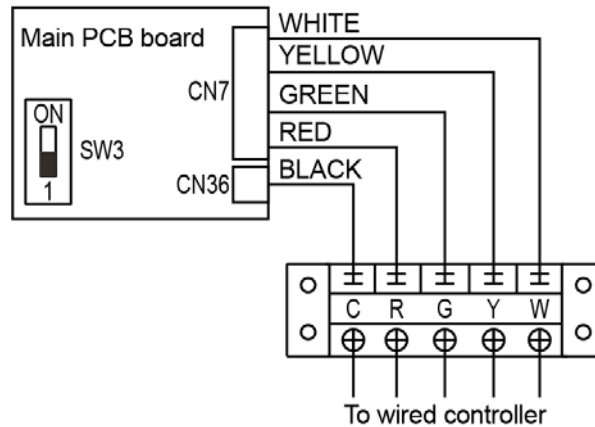 WHITE
Main PCB board
YELLOW
CN7
GREEN
ON
SW3
RED
1
CN36
BLACK
C R G Y W
To wired controller